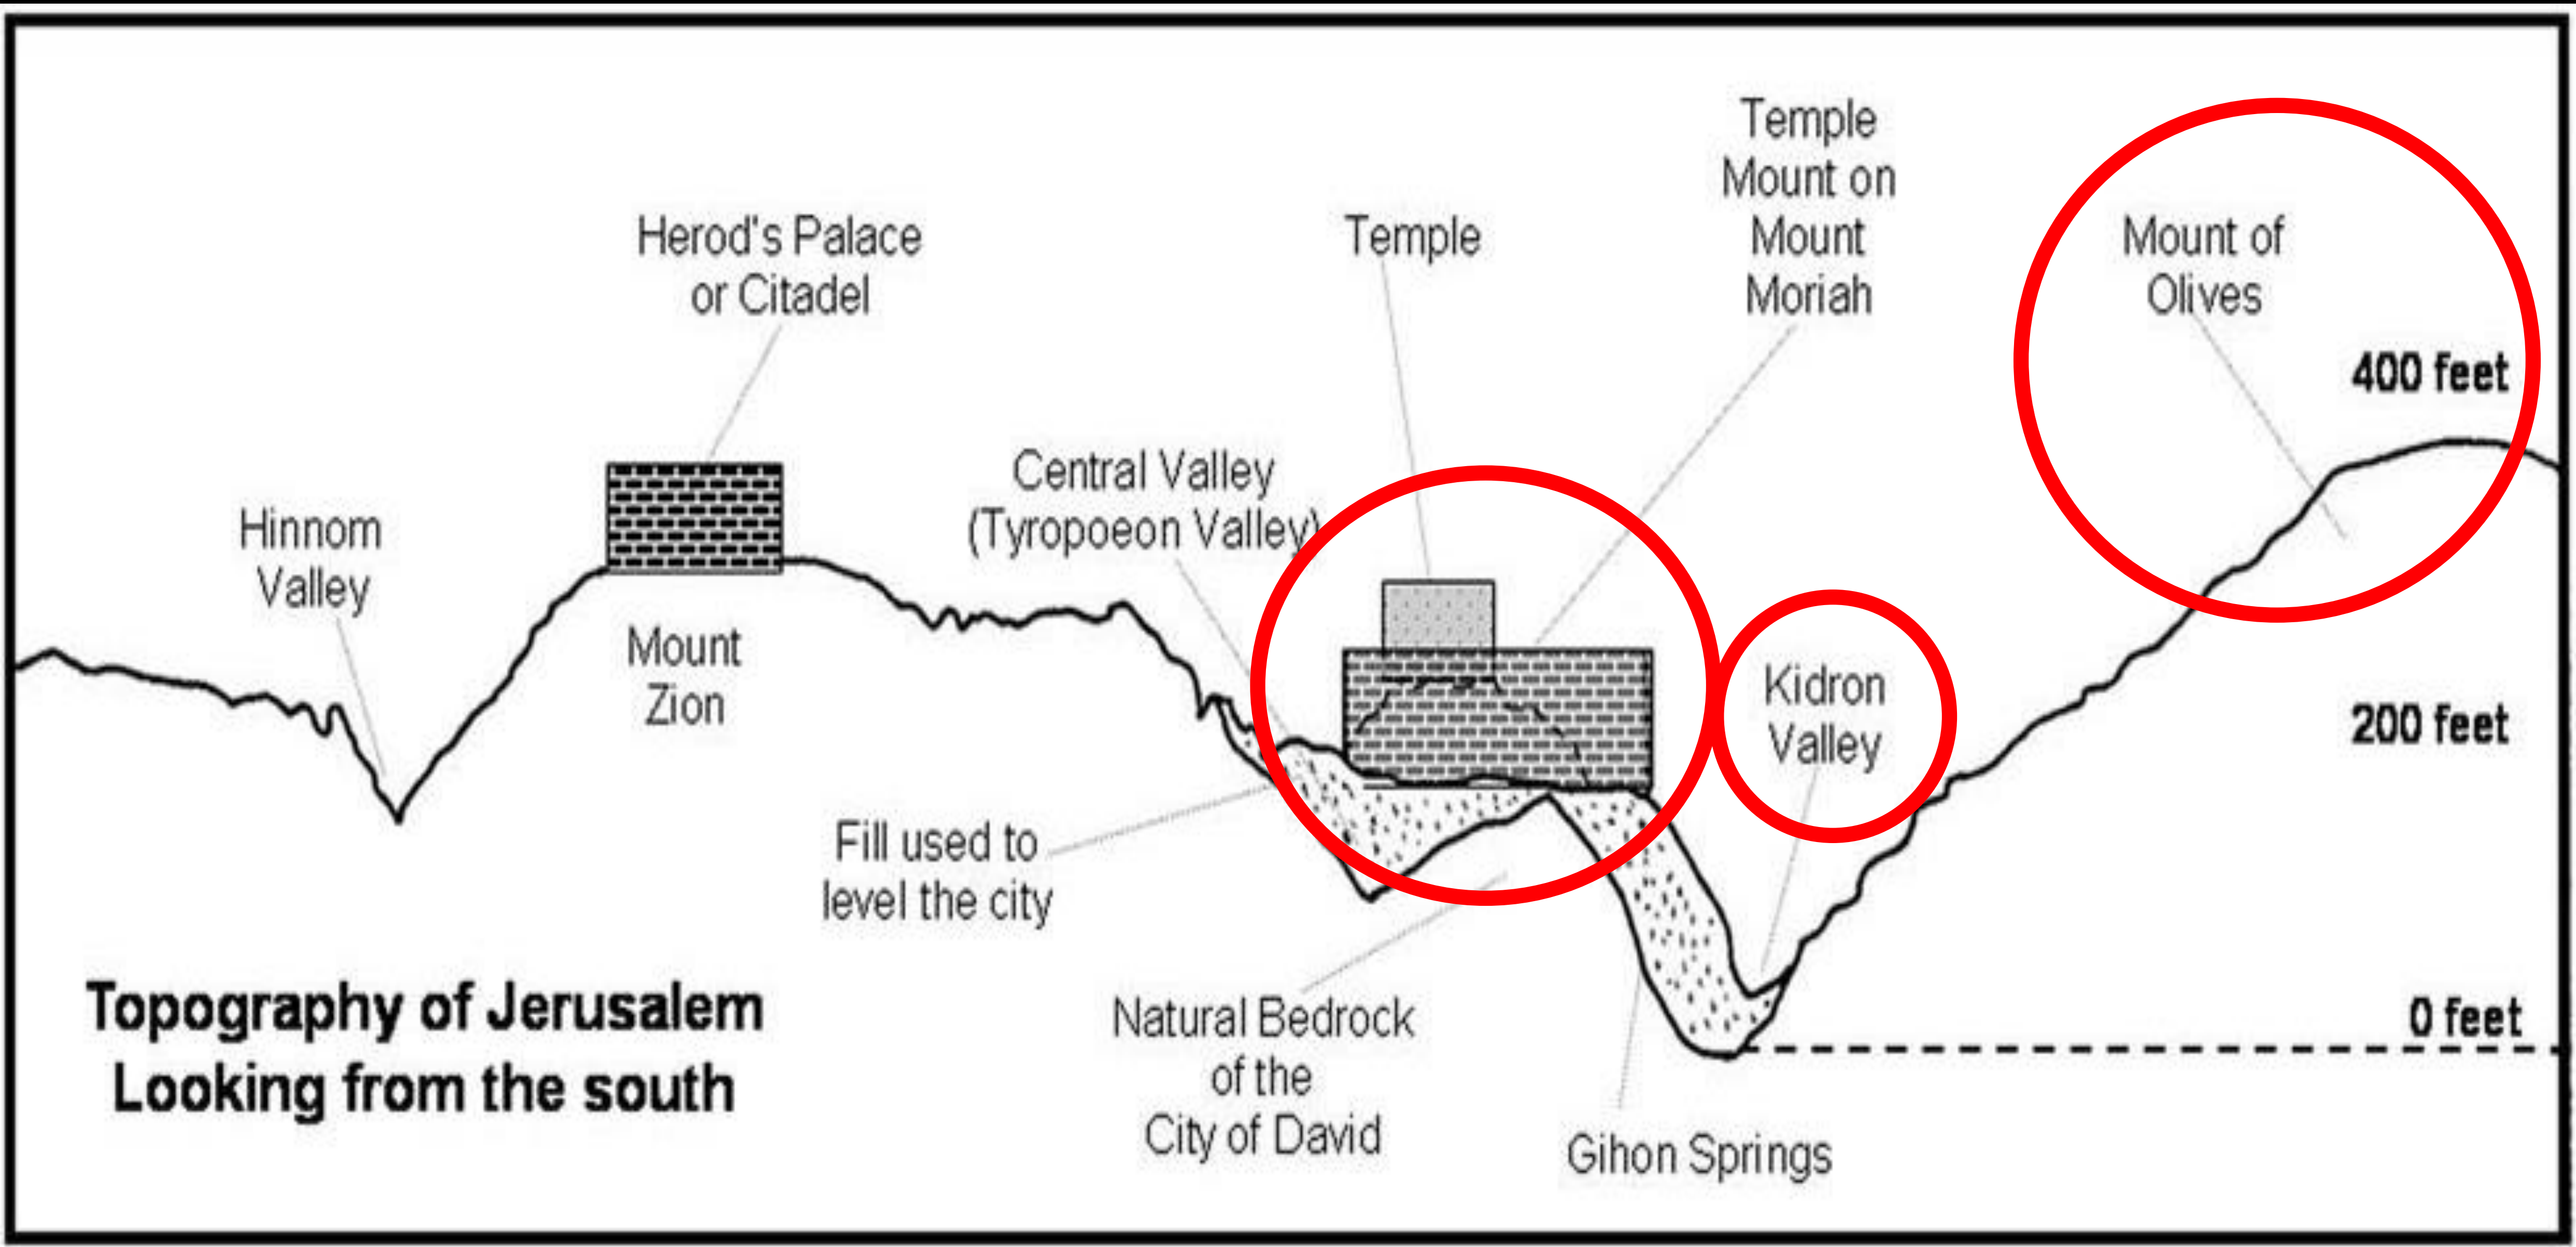 Temple
Mount on
Mount
Moriah
Herod's Palace
or Citadel
Temple
Mount of
Olives
400 feet
Central Valley
(Tyropoeon Valley)
Hinnom
Valley
Mount
Zion
Kidron
Valley
200 feet
Fill used to
level the city
Topography of Jerusalem
Looking from the south
Natural Bedrock
of the
City of David
0 feet
Gihon Springs